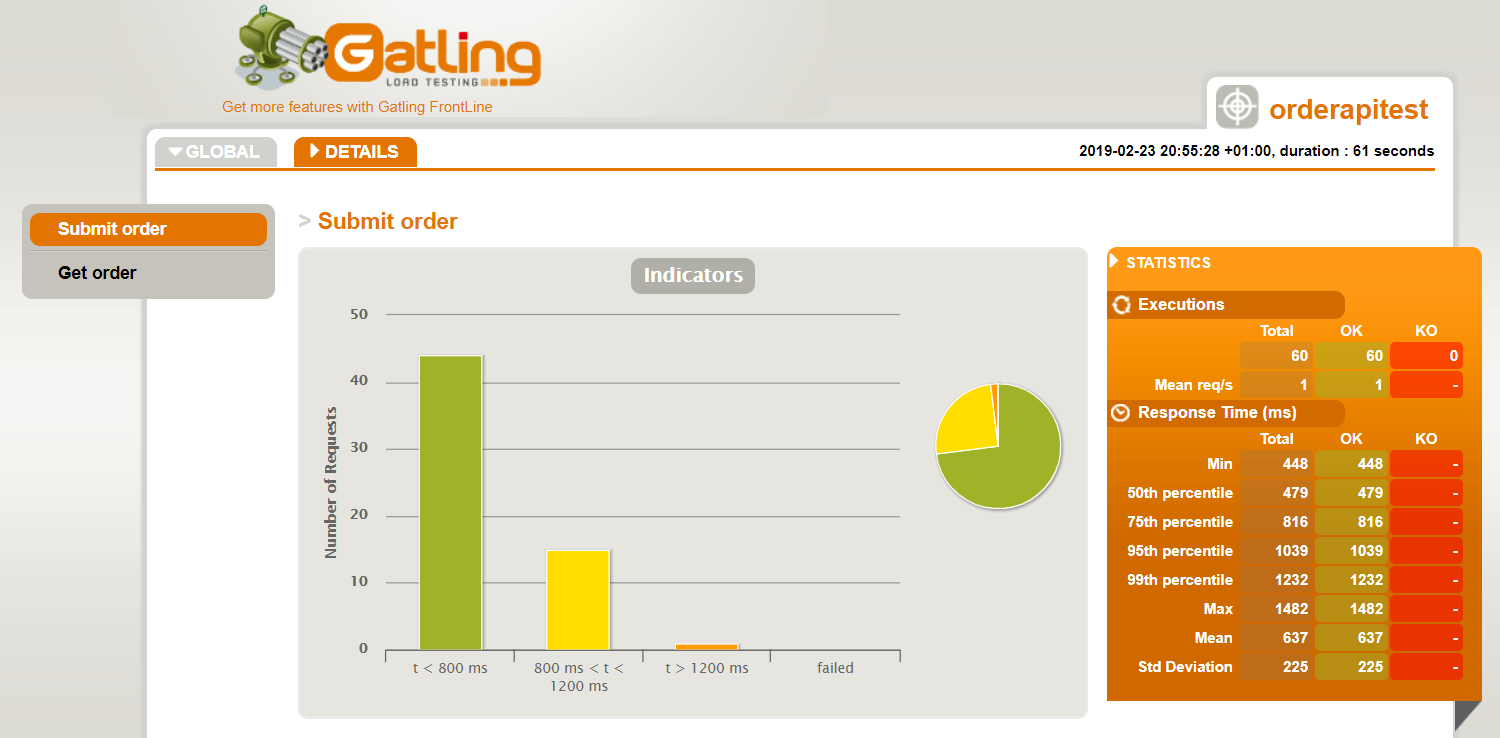 Gatling
LOAD TESTING
Get more features with Gatling FrontLine
orderapitest
GLOBAL
DETAILS
2019-02-23 20:55:28 +01:00, duration : 61 seconds
Submit order
Get order
> Submit order
Indicators
50
40
30
20
10
0
Number of Requests
t < 800 ms
800 ms < t <
1200 ms
t > 1200 ms
failed
STATISTICS
Executions
Total OK KO
60 60 0
Mean req/s 1 1 -
Response Time (ms)
Total OK KO
Min 448 448 -
50th percentile 479 479 -
75th percentile 816 816 -
95th percentile 1039 1039 -
99th percentile 1232 1232 -
Max 1482 1482 -
Mean 637 637 -
Std Deviation 225 225 -